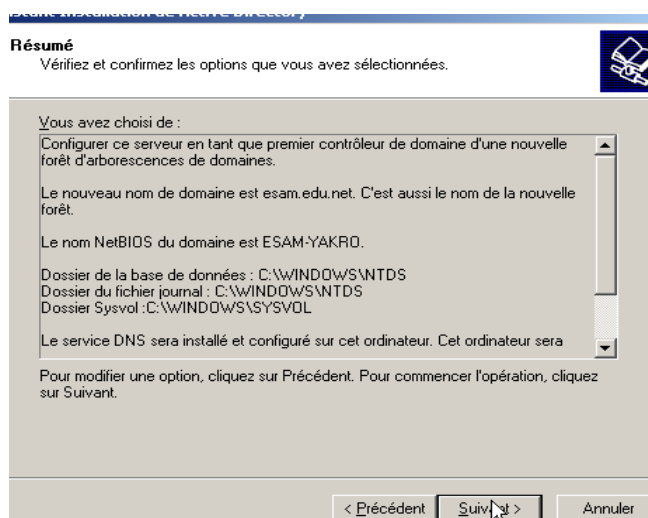 Installation de Active Directory
Résumé
Vérifiez et confirmez les options que vous avez sélectionnées.
Vous avez choisi de :
Configurer ce serveur en tant que premier contrôleur de domaine d'une nouvelle
forêt d'arborescences de domaines.
Le nouveau nom de domaine est esam.edu.net. C'est aussi le nom de la nouvelle
forêt.
Le nom NetBIOS du domaine est ESAM-YAKRO.
Dossier de la base de données : C:\WINDOWS\NTDS
Dossier du fichier journal : C:\WINDOWS\NTDS
Dossier Sysvol :C:\WINDOWS\SYSVOL
Le service DNS sera installé et configuré sur cet ordinateur. Cet ordinateur sera
Pour modifier une option, cliquez sur Précédent. Pour commencer l'opération, cliquez
sur Suivant.
< Précédent Suivant > Annuler